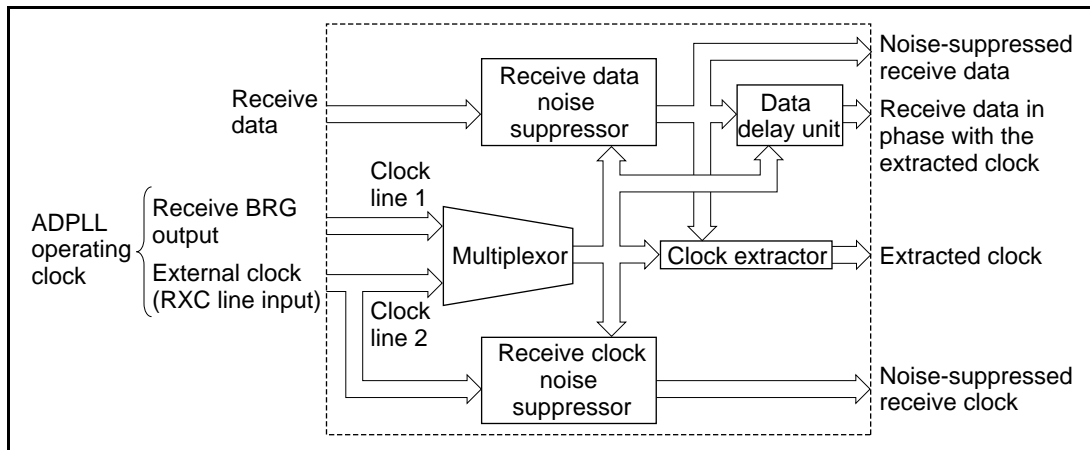 Receive
data
ADPLL
operating
clock
Receive BRG
output
External clock
(RXC line input)
Clock
line 1
Clock
line 2
Multiplexor
Receive data
noise
suppressor
Data
delay unit
Clock extractor
Receive clock
noise
suppressor
Noise-suppressed
receive data
Receive data in
phase with the
extracted clock
Extracted clock
Noise-suppressed
receive clock